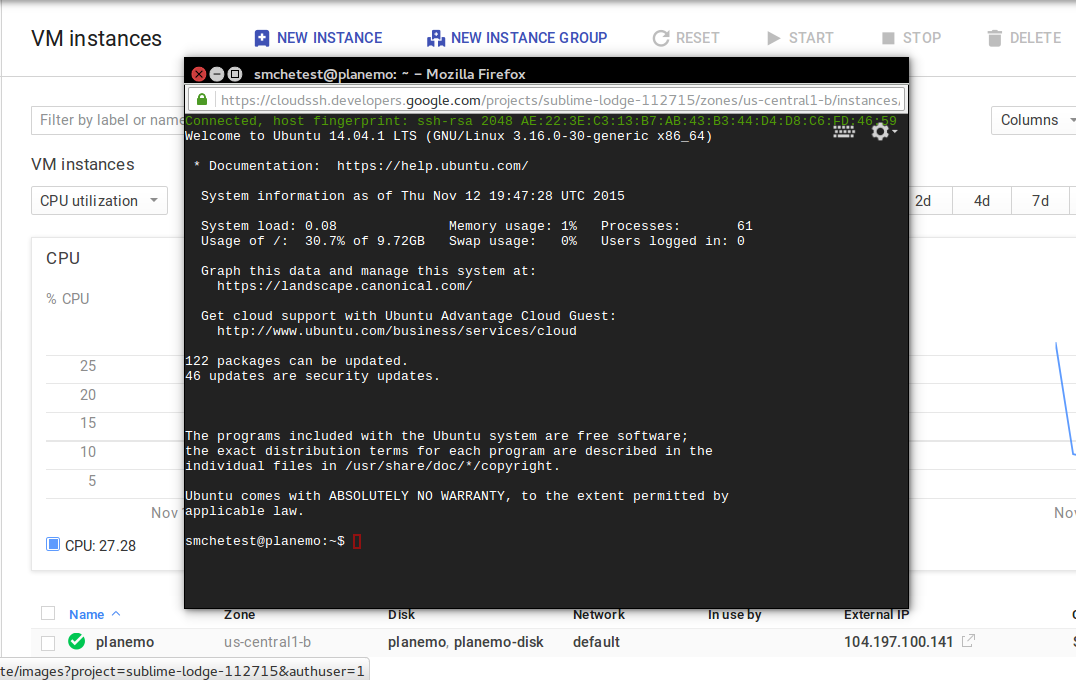 VM instances
NEW INSTANCE
NEW INSTANCE GROUP
RESET
START
STOP
DELETE
smchetest@planemo: ~ – Mozilla Firefox
https://cloudssh.developers.google.com/projects/sublime-lodge-112715/zones/us-central1-b/instances/
Filter by label or name
Columns
Connected, host fingerprint: ssh-rsa 2048 AE:22:3E:C3:13:B7:AB:43:B3:44:D4:D8:C6:ED:46:59
Welcome to Ubuntu 14.04.1 LTS (GNU/Linux 3.16.0-30-generic x86_64)
* Documentation: https://help.ubuntu.com/
System information as of Thu Nov 12 19:47:28 UTC 2015
System load: 0.08 Memory usage: 1% Processes: 61
Usage of /: 30.7% of 9.72GB Swap usage: 0% Users logged in: 0
Graph this data and manage this system at:
https://landscape.canonical.com/
Get cloud support with Ubuntu Advantage Cloud Guest:
http://www.ubuntu.com/business/services/cloud
122 packages can be updated.
46 updates are security updates.
The programs included with the Ubuntu system are free software;
the exact distribution terms for each program are described in the
individual files in /usr/share/doc/*/copyright.
Ubuntu comes with ABSOLUTELY NO WARRANTY, to the extent permitted by
applicable law.
smchetest@planemo:~$
VM instances
CPU utilization
2d
4d
7d
CPU
% CPU
25
20
15
10
5
Nov
Nov
CPU: 27.28
Name Zone Disk Network In use by External IP
planemo us-central1-b planemo, planemo-disk default 104.197.100.141
te/images?project=sublime-lodge-112715&authuser=1